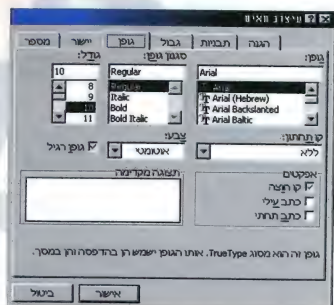 עיצוב תאים
מספר יישור גופן גבול תבניות הגנה
גופן: סגנון גופן: גודל:
Arial Regular 10
Arial Regular 8
Arial (Hebrew) Italic 9
Arial Backslanted Bold 10
Arial Baltic Bold Italic 11
קו תחתון: צבע:
ללא אוטומטי גופן רגיל
אפקטים תצוגה מקדימה
קו חוצה
כתב עילי
כתב תחתי
גופן זה הוא מסוג TrueType. אותו הגופן ישמש הן בהדפסה והן במסך.
אישור ביטול